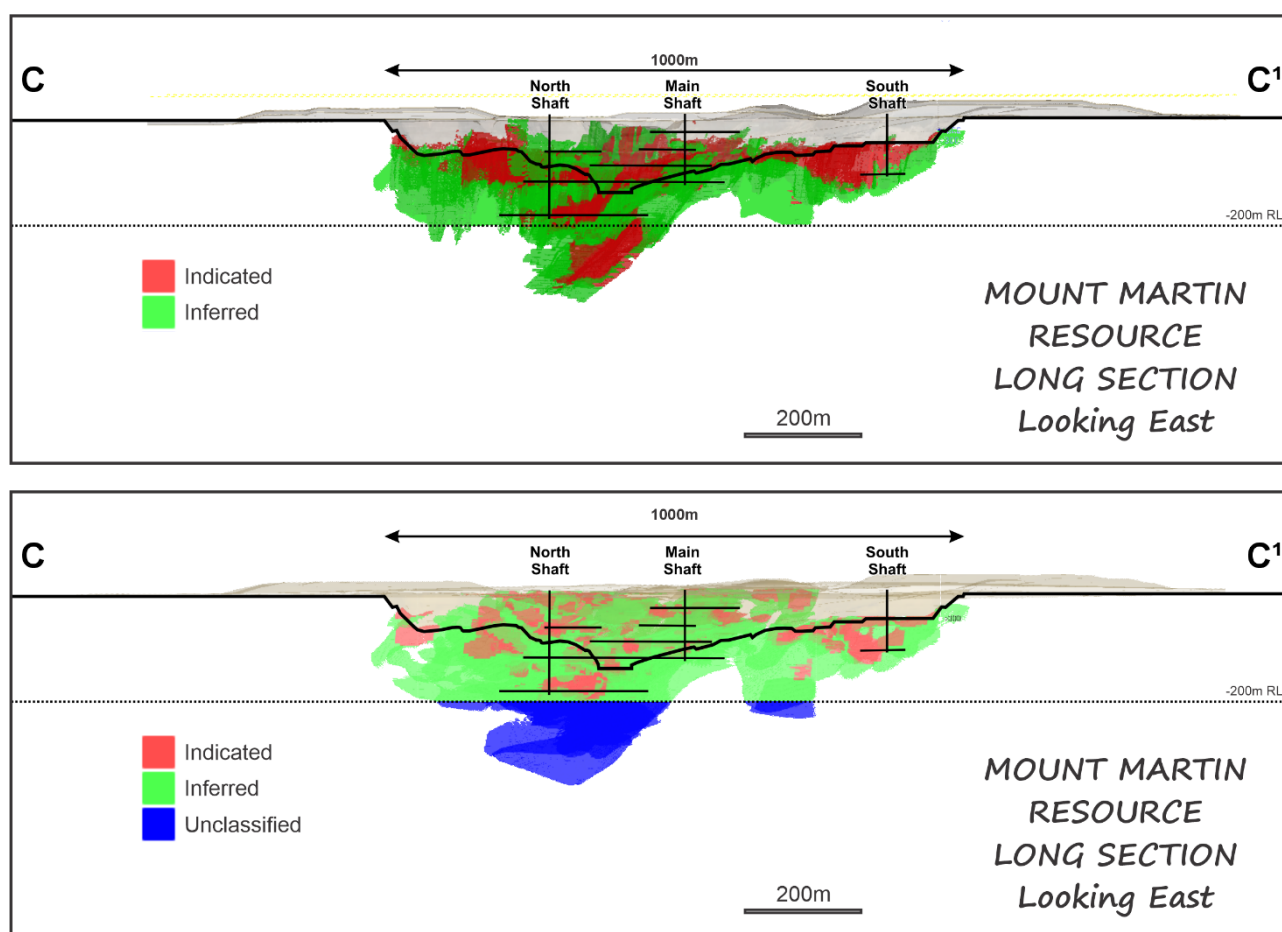 1000m
C
C¹
North
Shaft
Main
Shaft
South
Shaft
-200m RL
Indicated
Inferred
MOUNT MARTIN
RESOURCE
LONG SECTION
Looking East
200m
1000m
C
C¹
North
Shaft
Main
Shaft
South
Shaft
-200m RL
Indicated
Inferred
Unclassified
MOUNT MARTIN
RESOURCE
LONG SECTION
Looking East
200m